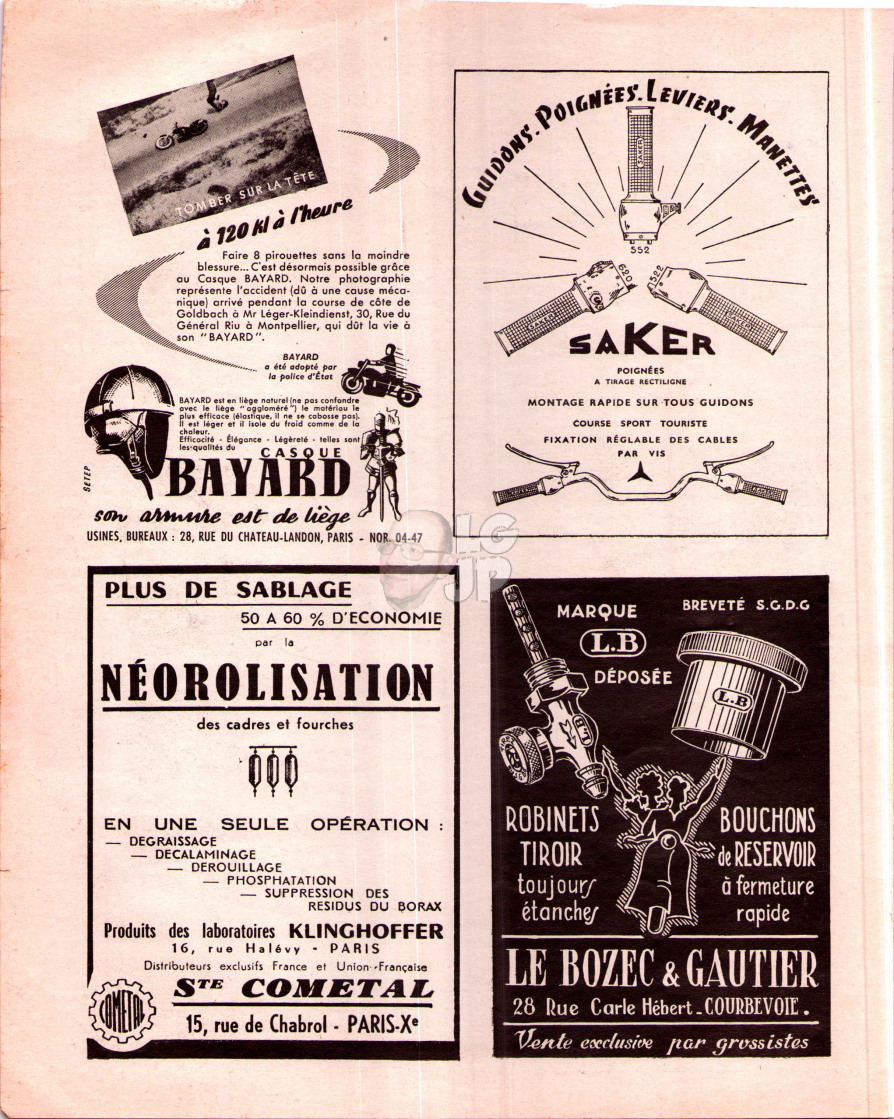 TOMBER SUR LA TÊTE
à 120 Kl à l'heure
Faire 8 pirouettes sans la moindre
blessure... C'est désormais possible grâce
au Casque BAYARD. Notre photographie
représente l'accident (dû à une cause méca-
nique) arrivé pendant la course de côte de
Goldbach à Mr Léger-Kleindienst, 30, Rue du
Général Riu à Montpellier, qui dût la vie à
son "BAYARD".
BAYARD
a été adopté par
la police d'État
BAYARD est en liège naturel (ne pas confondre
avec le liège "aggloméré") le matériau le
plus efficace (élastique, il ne se cabosse pas).
Il est léger et il isole du froid comme de la
chaleur.
Efficacité - Élégance - Légèreté - telles sont
les qualités du CASQUE
BAYARD
SETEP
son armure est de liège
USINES, BUREAUX : 28, RUE DU CHATEAU-LANDON, PARIS - NOR. 04-47
GUIDONS. POIGNÉES. LEVIERS. MANETTES
SAKER
552
620
522
SAKER
SAKER
SAKER
POIGNÉES
A TIRAGE RECTILIGNE
MONTAGE RAPIDE SUR TOUS GUIDONS
COURSE SPORT TOURISTE
FIXATION RÉGLABLE DES CABLES
PAR VIS
SAKER
SAKER
LG
JP
PLUS DE SABLAGE
50 A 60 % D'ECONOMIE
par la
NÉOROLISATION
des cadres et fourches
EN UNE SEULE OPÉRATION :
— DEGRAISSAGE
— DECALAMINAGE
— DEROUILLAGE
— PHOSPHATATION
— SUPPRESSION DES
RESIDUS DU BORAX
Produits des laboratoires KLINGHOFFER
16, rue Halévy - PARIS
Distributeurs exclusifs France et Union-Française
STE COMETAL
COMETAL
15, rue de Chabrol - PARIS-Xe
MARQUE
BREVETÉ S.G.D.G
L.B
DÉPOSÉE
L.B
L.B
ROBINETS
TIROIR
toujours
étanches
BOUCHONS
de RESERVOIR
à fermeture
rapide
LE BOZEC & GAUTIER
28 Rue Carle Hébert - COURBEVOIE.
Vente exclusive par grossistes